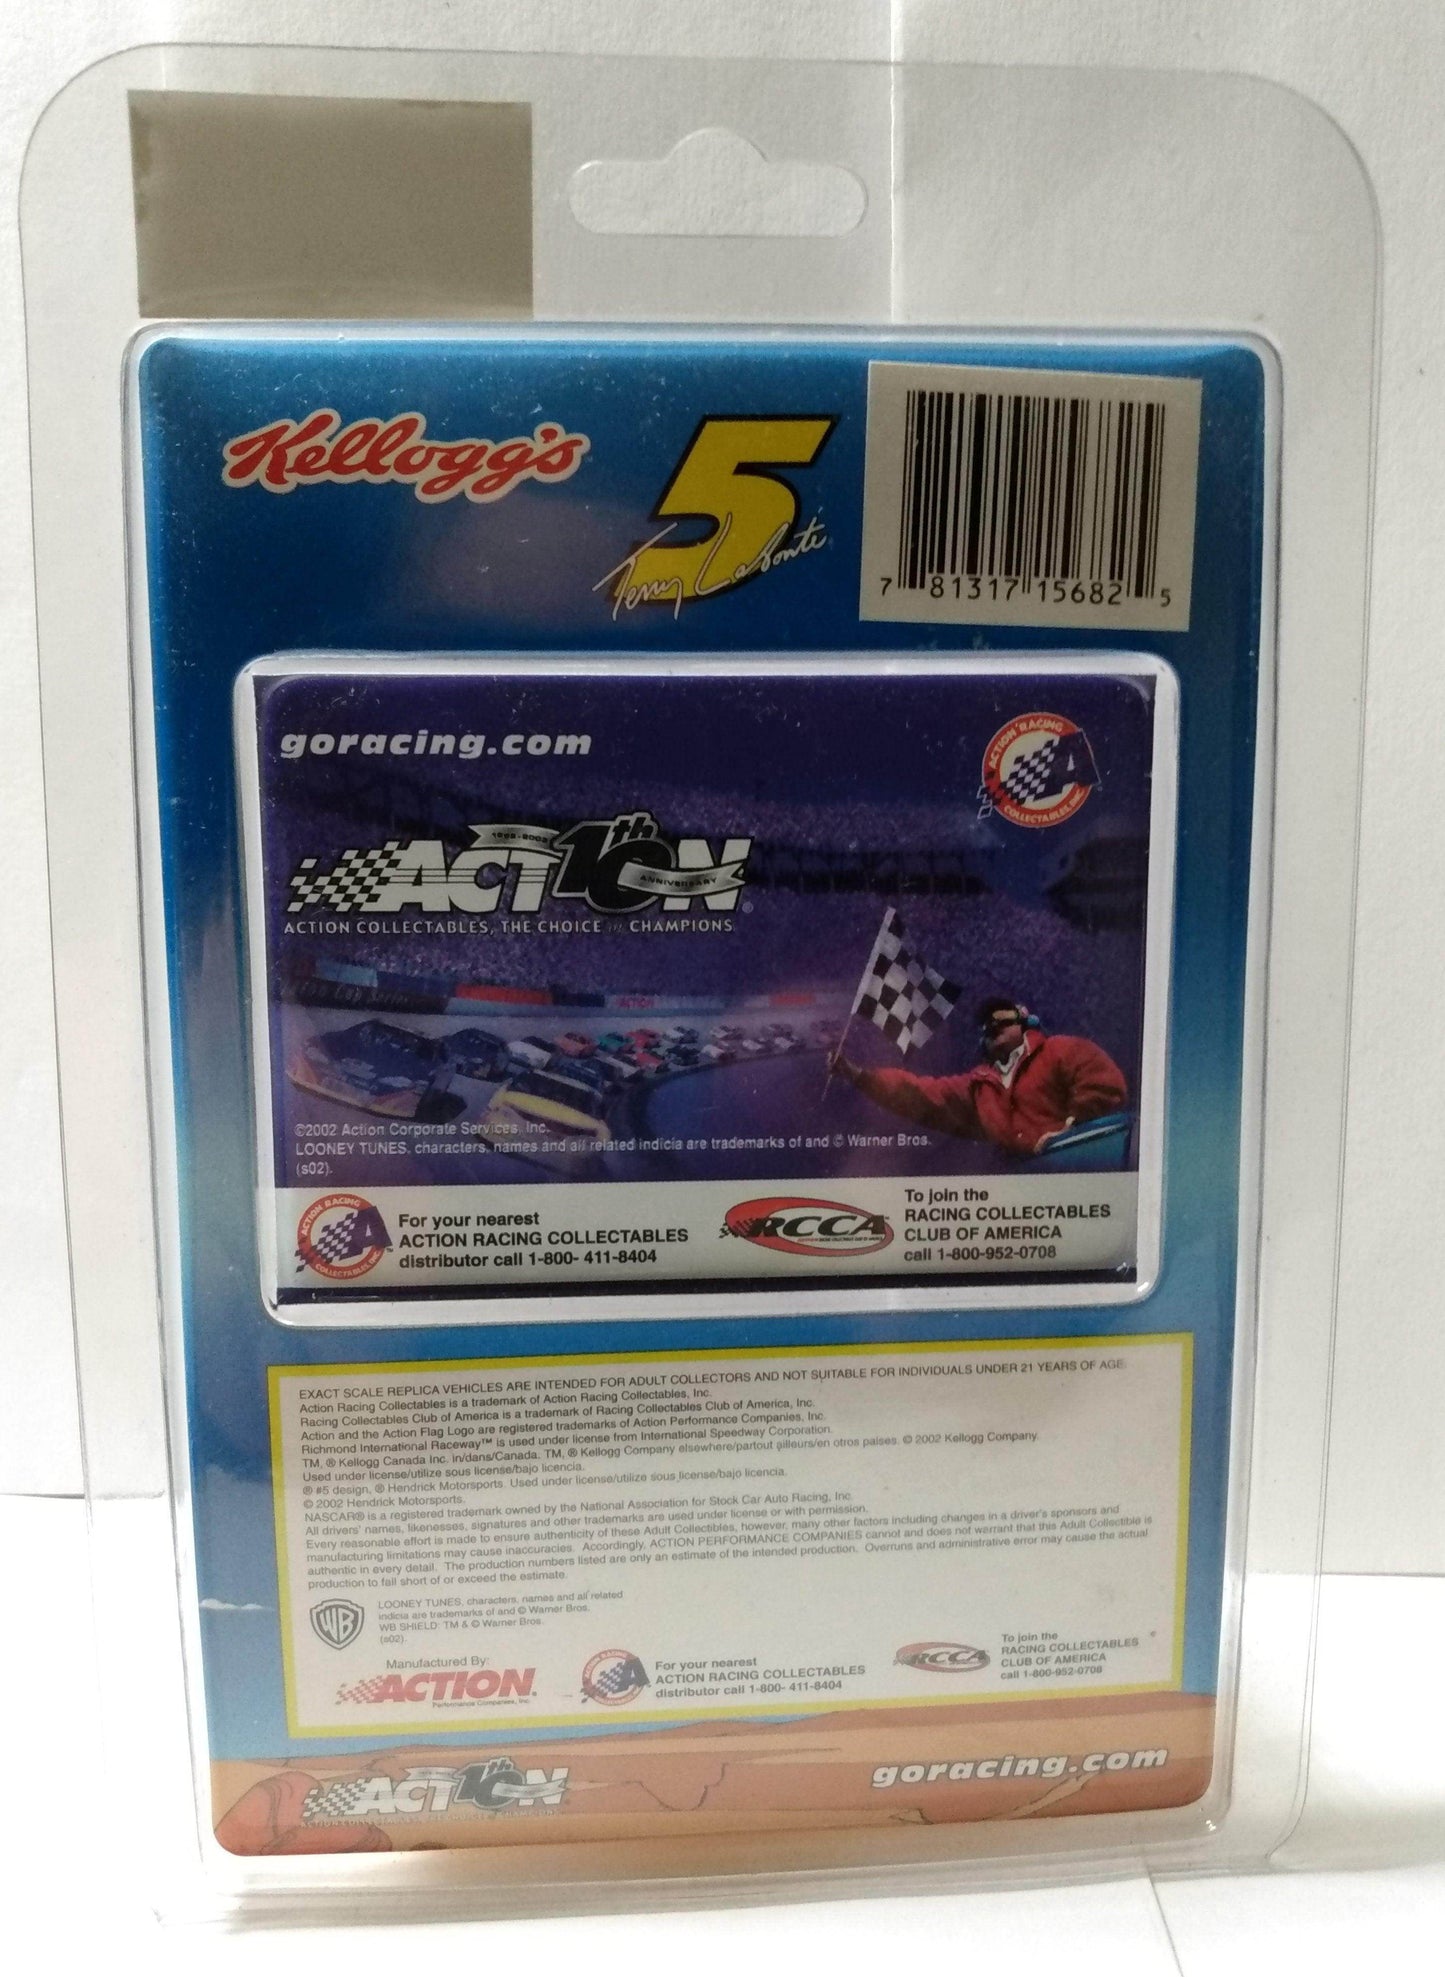 Kellogg's
5
Terry Labonte
7 81317 15682 5
goracing.com
ACTION RACING COLLECTABLES, INC.
1992-2002
ACTION 10th
ANNIVERSARY
ACTION COLLECTABLES, THE CHOICE of CHAMPIONS
ACTION
©2002 Action Corporate Services, Inc.
LOONEY TUNES, characters, names and all related indicia are trademarks of and © Warner Bros.
(s02).
ACTION RACING COLLECTABLES, INC.
For your nearest
ACTION RACING COLLECTABLES
distributor call 1-800- 411-8404
RCCA
To join the
RACING COLLECTABLES
CLUB OF AMERICA
call 1-800-952-0708
EXACT SCALE REPLICA VEHICLES ARE INTENDED FOR ADULT COLLECTORS AND NOT SUITABLE FOR INDIVIDUALS UNDER 21 YEARS OF AGE.
Action Racing Collectables is a trademark of Action Racing Collectables, Inc.
Racing Collectables Club of America is a trademark of Racing Collectables Club of America, Inc.
Action and the Action Flag Logo are registered trademarks of Action Performance Companies, Inc.
Richmond International Raceway™ is used under license from International Speedway Corporation.
TM, ® Kellogg Canada Inc. in/dans/Canada. TM, ® Kellogg Company elsewhere/partout ailleurs/en otros paises. © 2002 Kellogg Company.
Used under license/utilize sous license/bajo licencia.
® #5 design, ® Hendrick Motorsports. Used under license/utilize sous license/bajo licencia.
© 2002 Hendrick Motorsports.
NASCAR® is a registered trademark owned by the National Association for Stock Car Auto Racing, Inc.
All drivers' names, likenesses, signatures and other trademarks are used under license or with permission.
Every reasonable effort is made to ensure authenticity of these Adult Collectibles, however, many other factors including changes in a driver's sponsors and
manufacturing limitations may cause inaccuracies. Accordingly, ACTION PERFORMANCE COMPANIES cannot and does not warrant that this Adult Collectible is
authentic in every detail. The production numbers listed are only an estimate of the intended production. Overruns and administrative error may cause the actual
production to fall short of or exceed the estimate.
WB
LOONEY TUNES, characters, names and all related
indicia are trademarks of and © Warner Bros.
WB SHIELD: TM & © Warner Bros.
(s02).
Manufactured By:
ACTION
Performance Companies, Inc.
For your nearest
ACTION RACING COLLECTABLES
distributor call 1-800- 411-8404
RCCA
To join the
RACING COLLECTABLES
CLUB OF AMERICA
call 1-800-952-0708
ACTION 10th
goracing.com